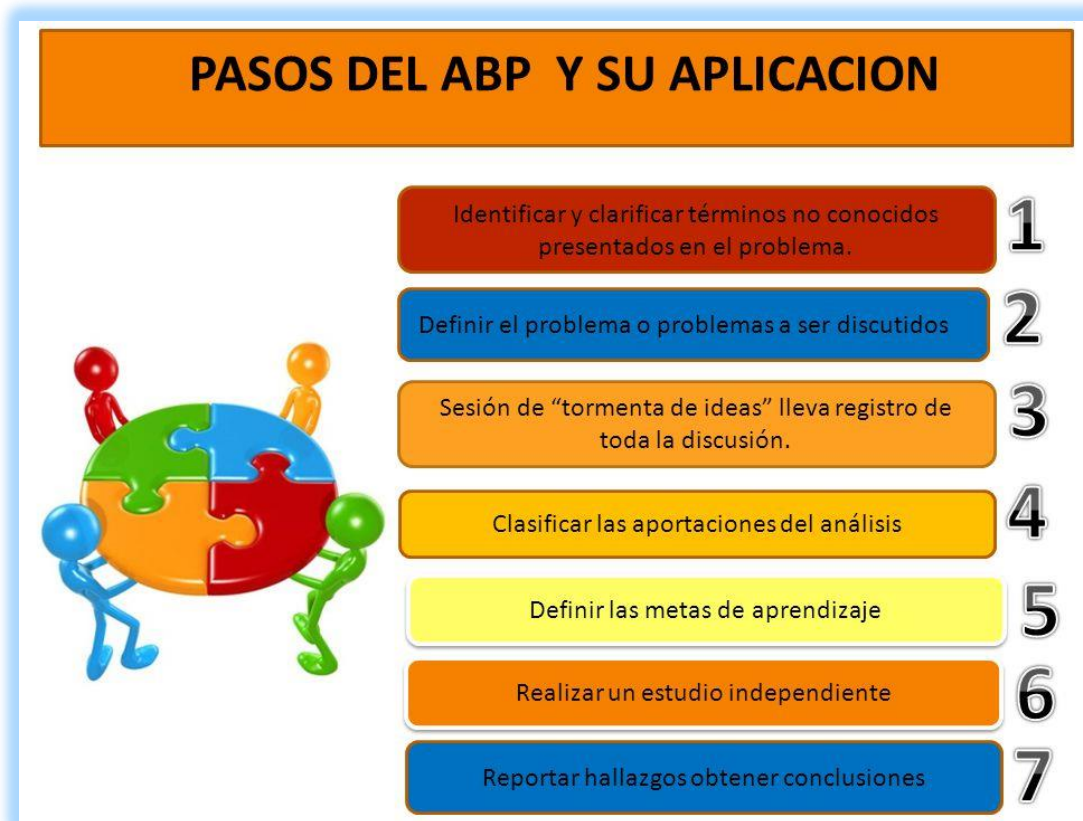 PASOS DEL ABP Y SU APLICACION
Identificar y clarificar términos no conocidos
presentados en el problema.
1
Definir el problema o problemas a ser discutidos
2
Sesión de “tormenta de ideas” lleva registro de
toda la discusión.
3
Clasificar las aportaciones del análisis
4
Definir las metas de aprendizaje
5
Realizar un estudio independiente
6
Reportar hallazgos obtener conclusiones
7